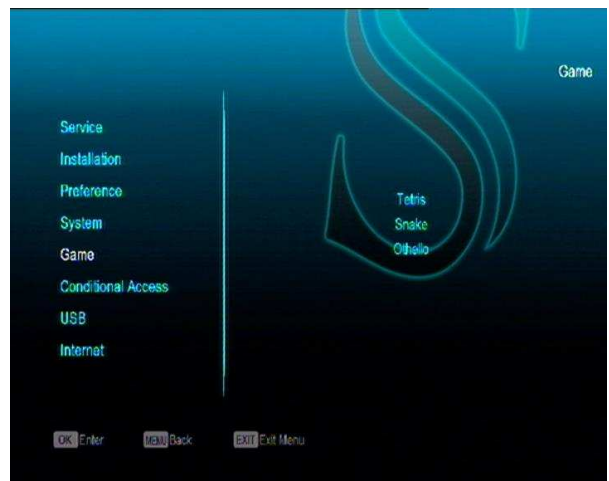 Game
Service
Installation
Preference
System
Game
Conditional Access
USB
Internet
Tetris
Snake
Othello
OK Enter MENU Back EXIT Exit Menu